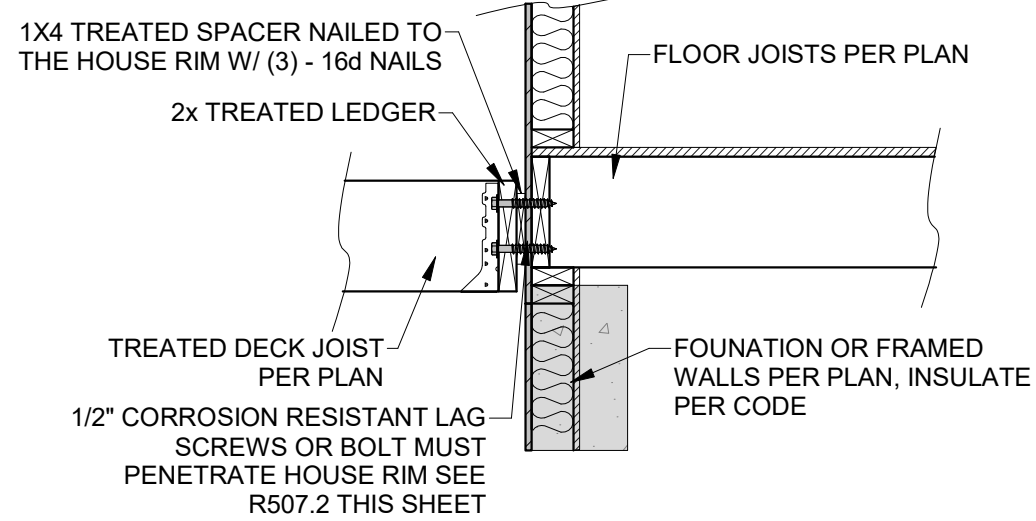 1X4 TREATED SPACER NAILED TO
THE HOUSE RIM W/ (3) - 16d NAILS
2x TREATED LEDGER
FLOOR JOISTS PER PLAN
TREATED DECK JOIST
PER PLAN
1/2" CORROSION RESISTANT LAG
SCREWS OR BOLT MUST
PENETRATE HOUSE RIM SEE
R507.2 THIS SHEET
FOUNATION OR FRAMED
WALLS PER PLAN, INSULATE
PER CODE